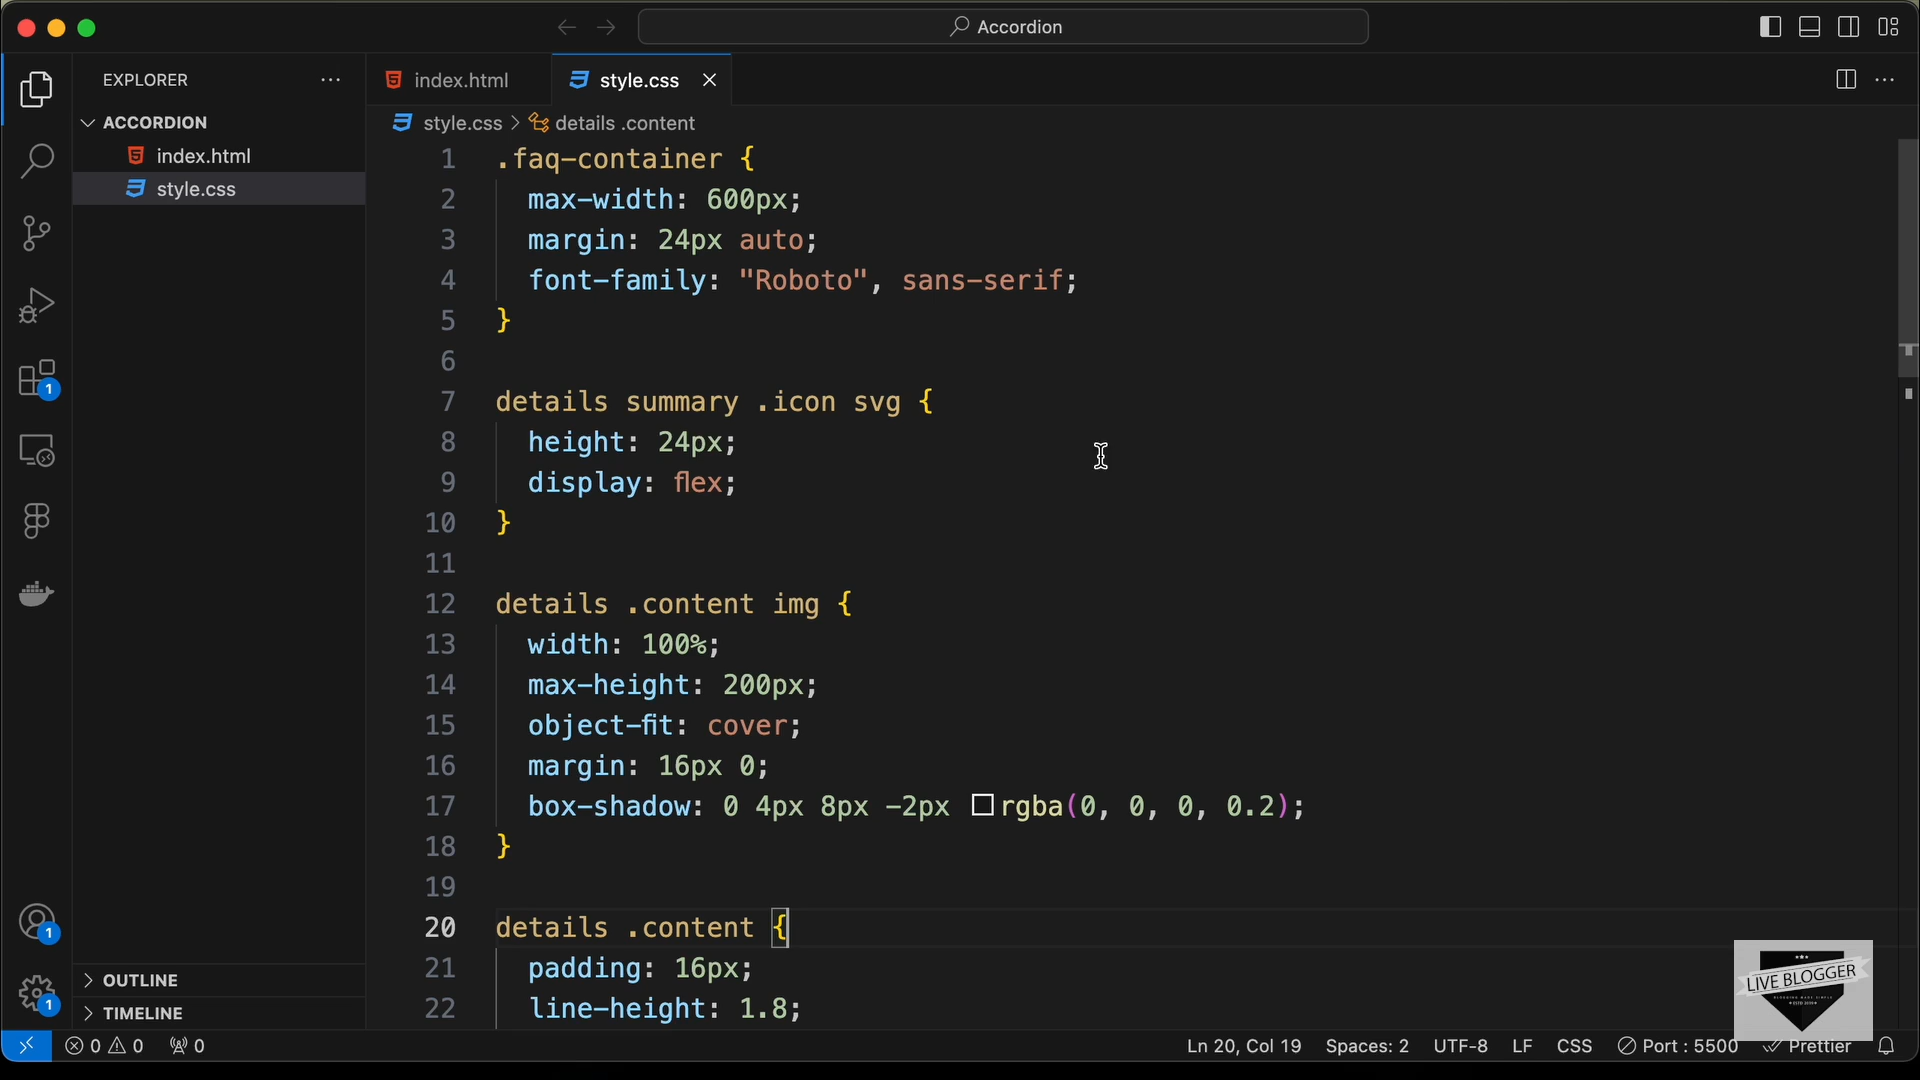 Accordion
EXPLORER
index.html
style.css
ACCORDION
index.html
style.css
style.css > details .content
1 .faq-container {
2 max-width: 600px;
3 margin: 24px auto;
4 font-family: "Roboto", sans-serif;
5 }
6
7 details summary .icon svg {
8 height: 24px;
9 display: flex;
10 }
11
12 details .content img {
13 width: 100%;
14 max-height: 200px;
15 object-fit: cover;
16 margin: 16px 0;
17 box-shadow: 0 4px 8px -2px rgba(0, 0, 0, 0.2);
18 }
19
20 details .content {
21 padding: 16px;
22 line-height: 1.8;
1
1
1
OUTLINE
TIMELINE
LIVE BLOGGER
0 0 0
Ln 20, Col 19
Spaces: 2
UTF-8
LF
CSS
Port : 5500
Prettier